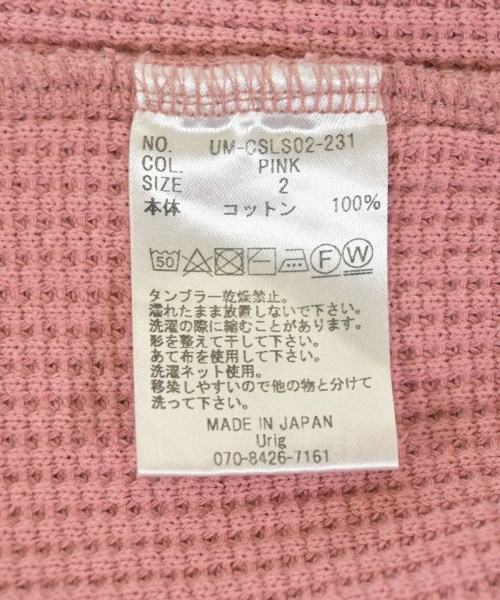 NO. UM-CSLS02-231
COL. PINK
SIZE 2
本体 コットン 100%
50 F W
タンブラー乾燥禁止。
濡れたまま放置しないで下さい。
洗濯の際に縮むことがあります。
形を整えて干して下さい。
あて布を使用して下さい。
洗濯ネット使用。
移染しやすいので他の物と分けて
洗って下さい。
MADE IN JAPAN
Urig
070-8426-7161